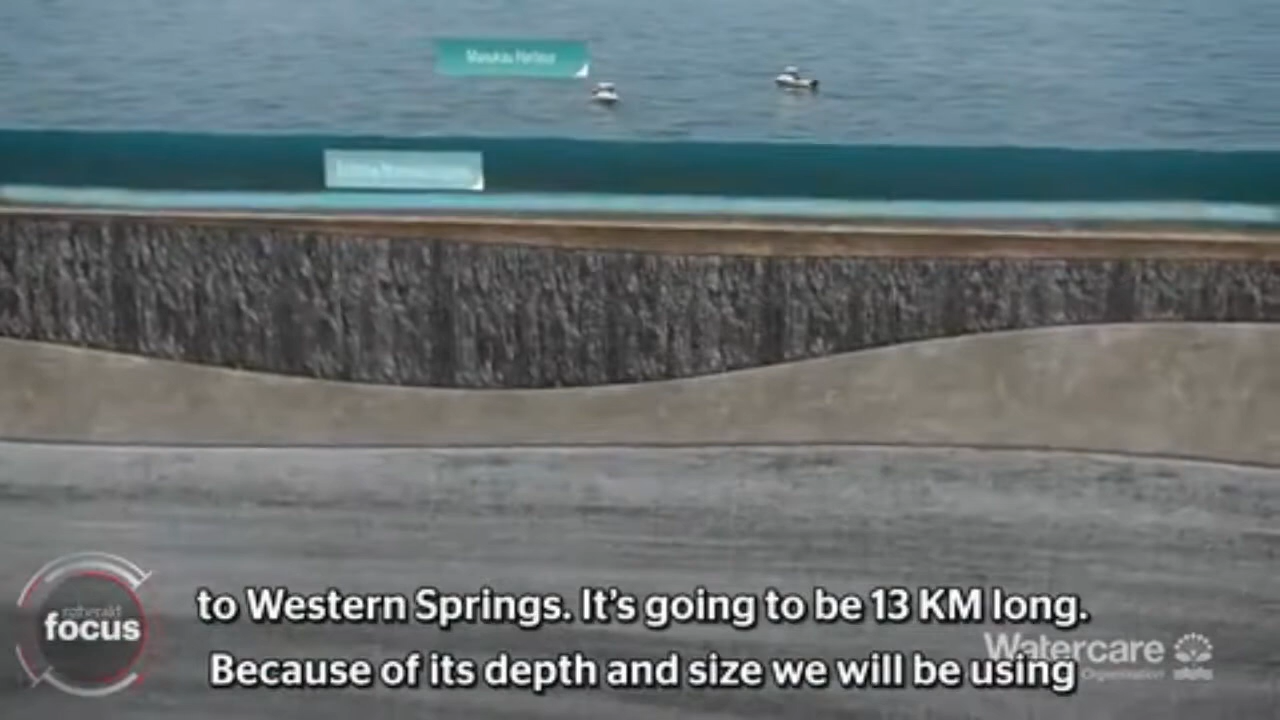 Manukau Harbour
nzherald
focus
to Western Springs. It's going to be 13 KM long.
Because of its depth and size we will be using
Watercare